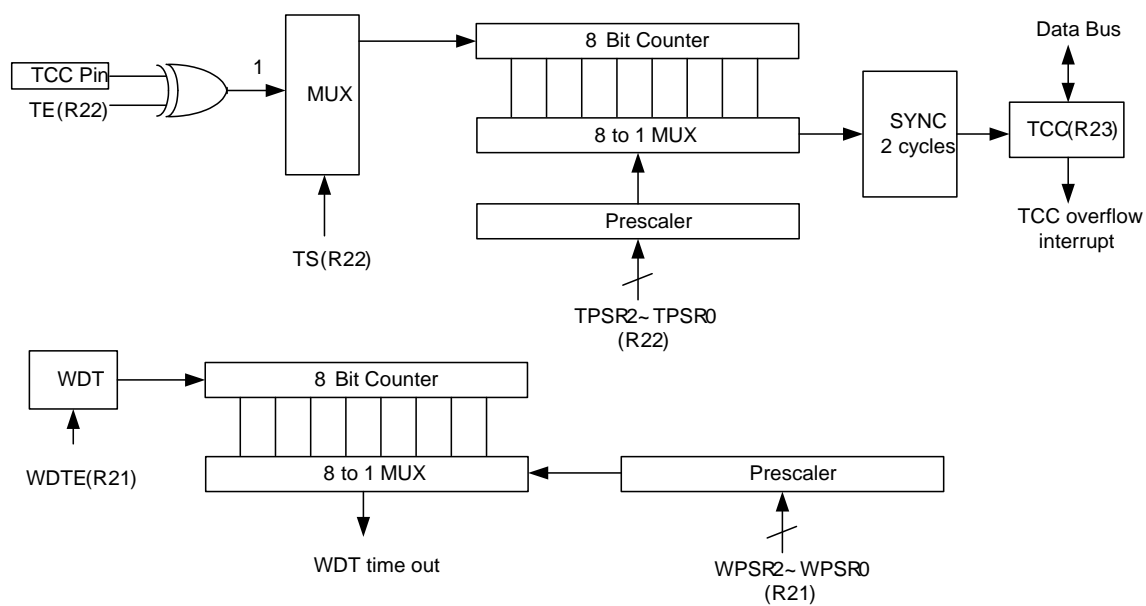 8 Bit Counter
Data Bus
TCC Pin
1
MUX
TE(R22)
SYNC
2 cycles
TCC(R23)
8 to 1 MUX
Prescaler
TCC overflow
interrupt
TS(R22)
TPSR2~TPSR0
(R22)
WDT
8 Bit Counter
WDTE(R21)
8 to 1 MUX
Prescaler
WDT time out
WPSR2~WPSR0
(R21)